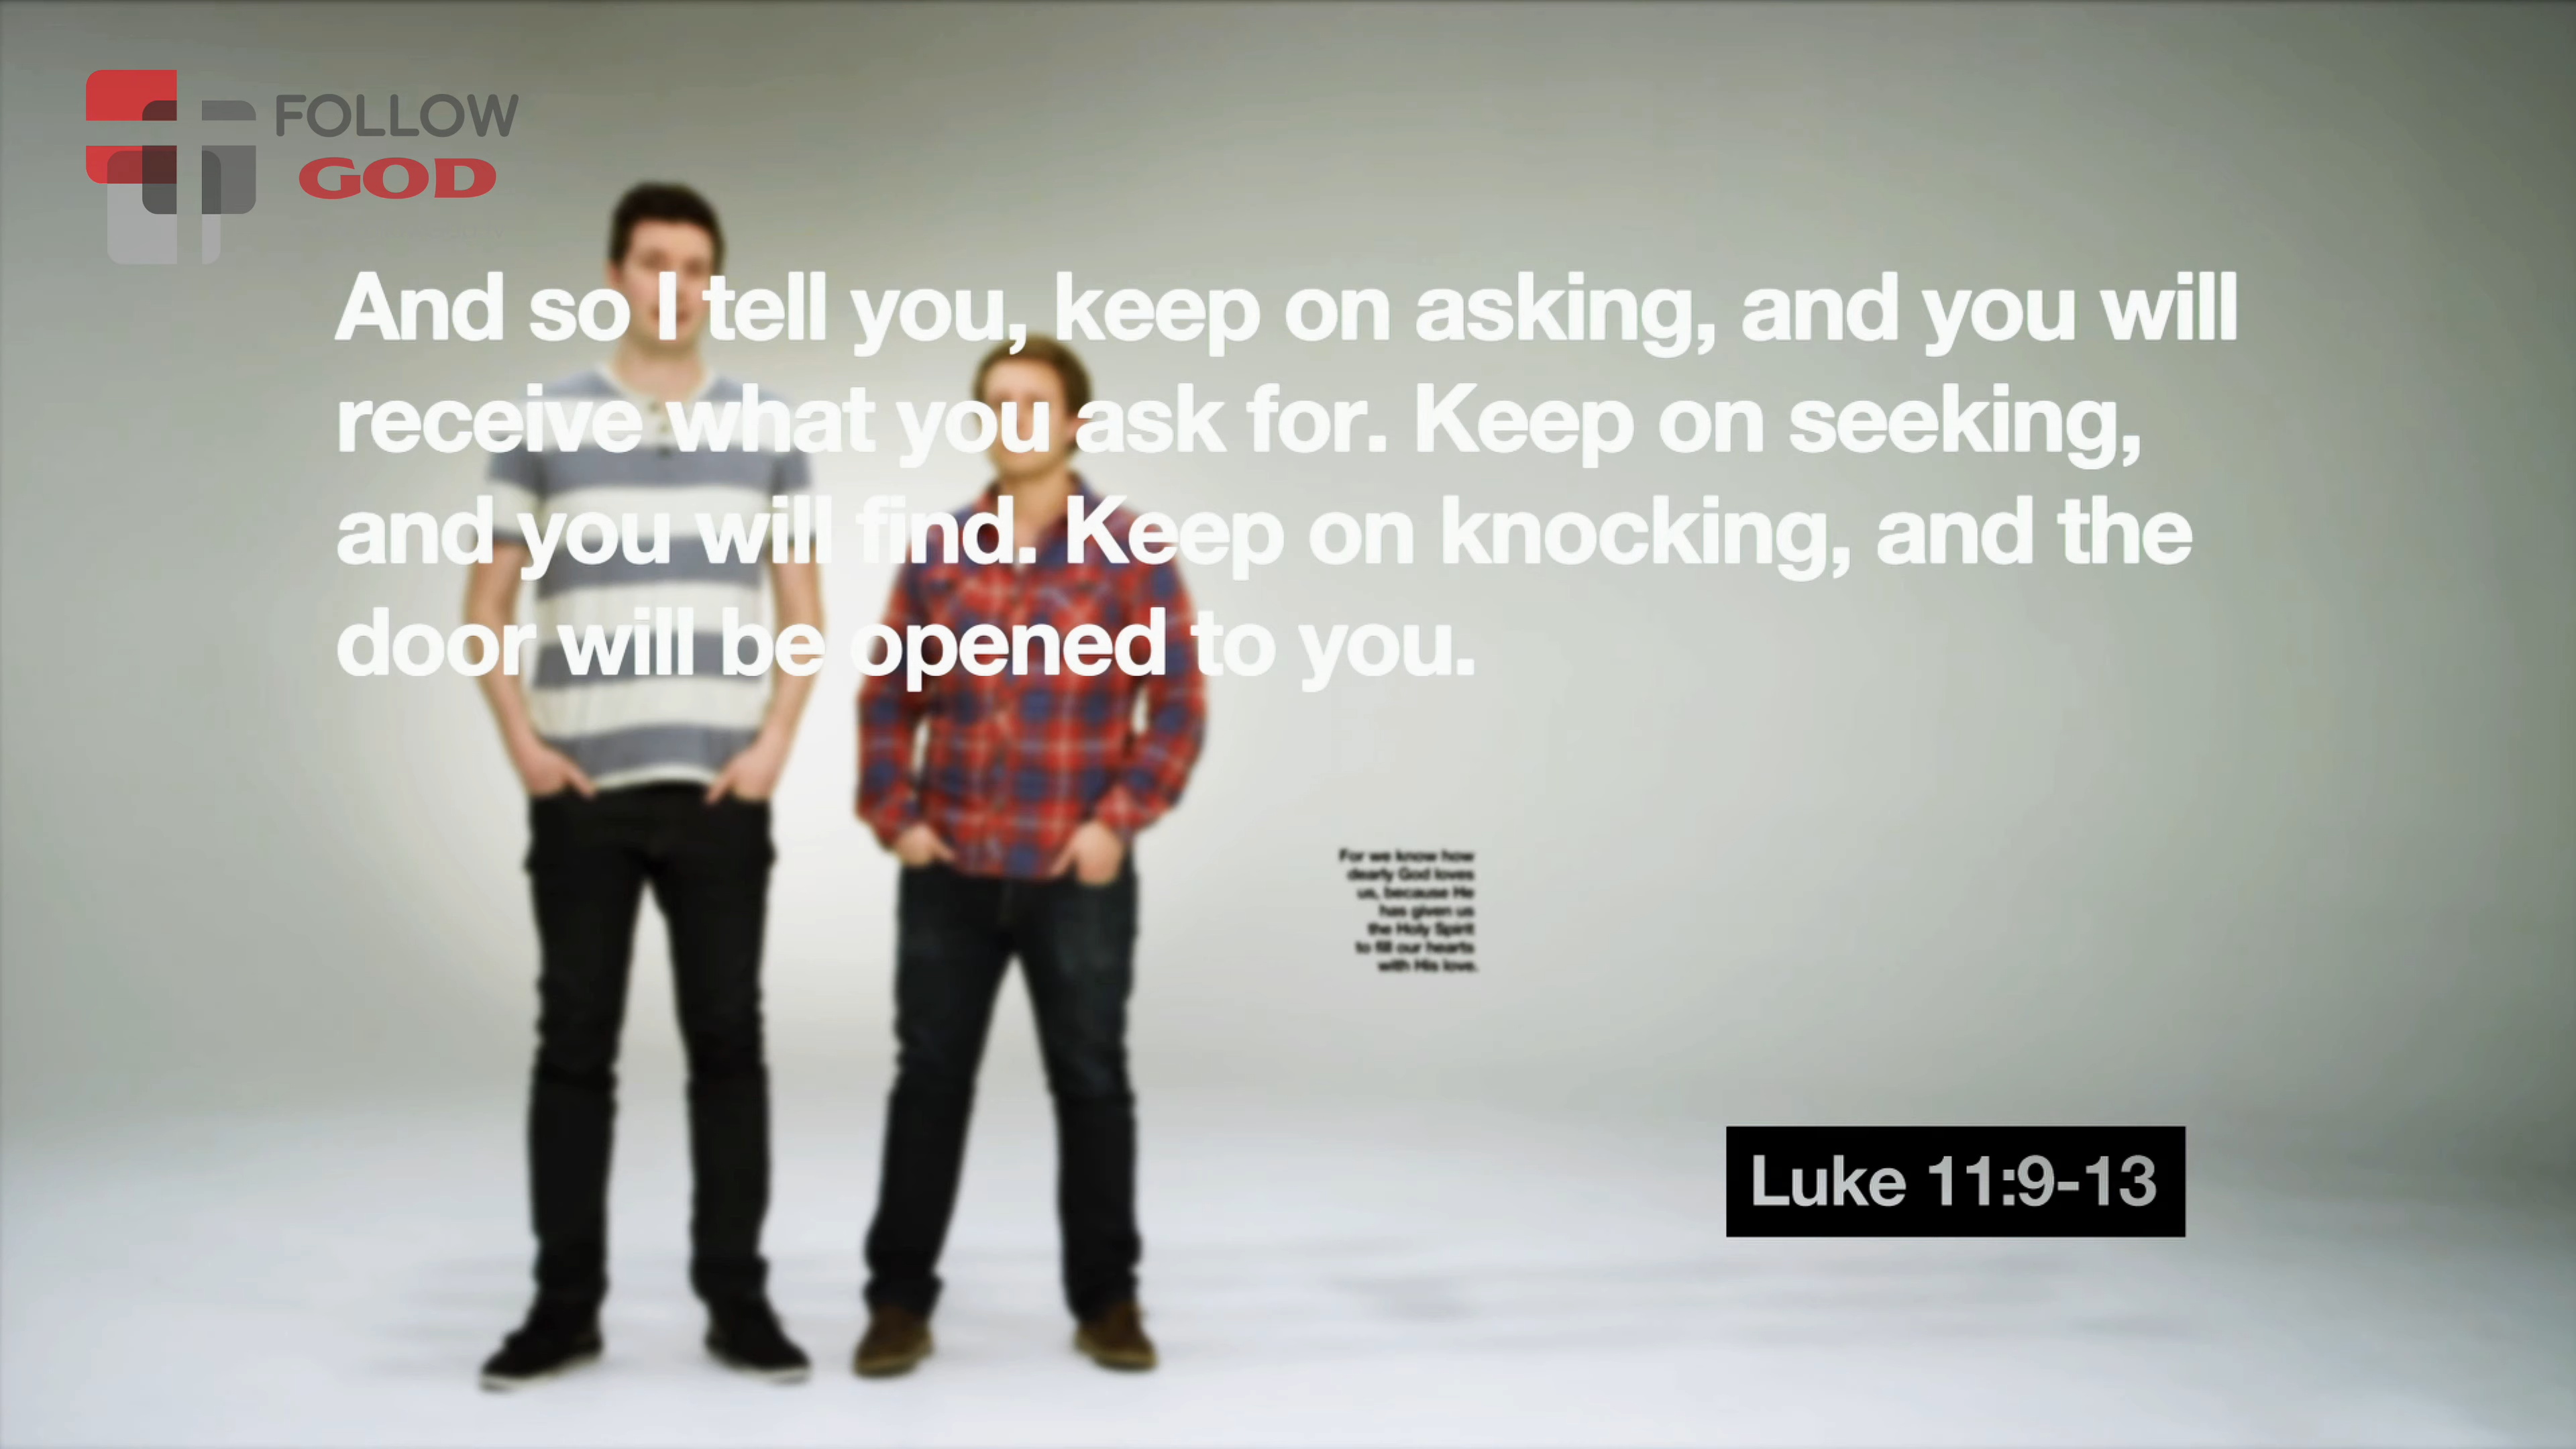 FOLLOW
GOD
And so I tell you, keep on asking, and you will
receive what you ask for. Keep on seeking,
and you will find. Keep on knocking, and the
door will be opened to you.
For we know how
dearly God loves
us, because He
has given us
the Holy Spirit
to fill our hearts
with His love.
Luke 11:9-13